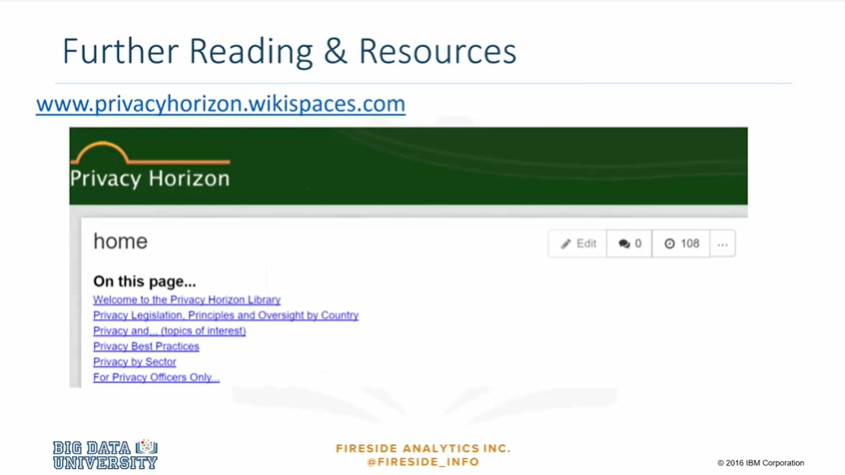 Further Reading & Resources
www.privacyhorizon.wikispaces.com
Privacy Horizon
home
Edit 0 108 ...
On this page...
Welcome to the Privacy Horizon Library
Privacy Legislation, Principles and Oversight by Country
Privacy and... (topics of interest)
Privacy Best Practices
Privacy by Sector
For Privacy Officers Only...
BIG DATA
UNIVERSITY
FIRESIDE ANALYTICS INC.
@FIRESIDE_INFO
© 2016 IBM Corporation